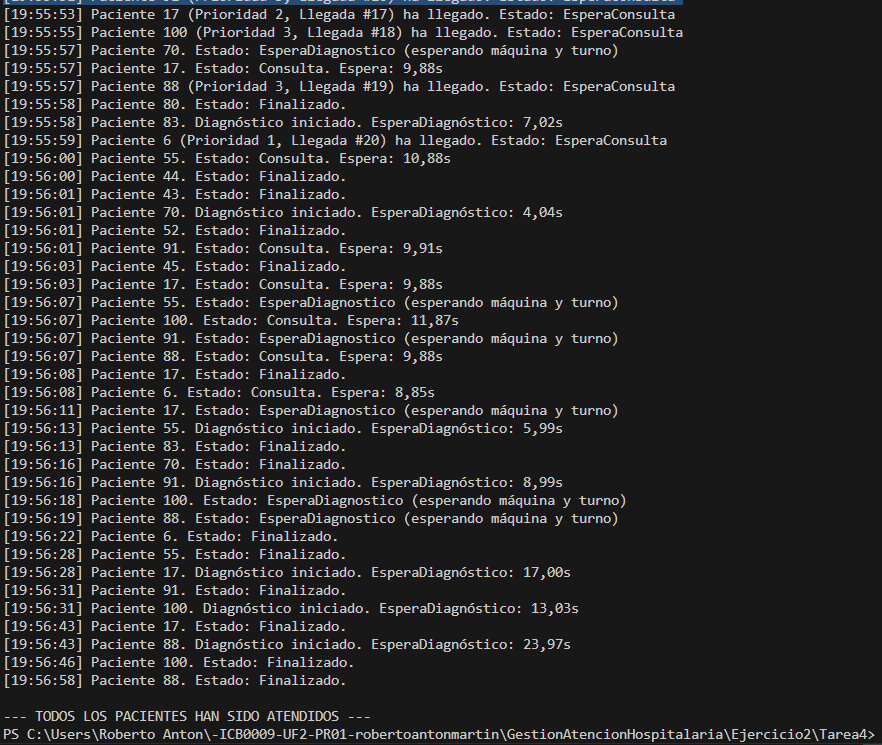 [19:55:53] Paciente 17 (Prioridad 2, Llegada #17) ha llegado. Estado: EsperaConsulta
[19:55:55] Paciente 100 (Prioridad 3, Llegada #18) ha llegado. Estado: EsperaConsulta
[19:55:57] Paciente 70. Estado: EsperaDiagnostico (esperando máquina y turno)
[19:55:57] Paciente 17. Estado: Consulta. Espera: 9,88s
[19:55:57] Paciente 88 (Prioridad 3, Llegada #19) ha llegado. Estado: EsperaConsulta
[19:55:58] Paciente 80. Estado: Finalizado.
[19:55:58] Paciente 83. Diagnóstico iniciado. EsperaDiagnóstico: 7,02s
[19:55:59] Paciente 6 (Prioridad 1, Llegada #20) ha llegado. Estado: EsperaConsulta
[19:56:00] Paciente 55. Estado: Consulta. Espera: 10,88s
[19:56:00] Paciente 44. Estado: Finalizado.
[19:56:01] Paciente 43. Estado: Finalizado.
[19:56:01] Paciente 70. Diagnóstico iniciado. EsperaDiagnóstico: 4,04s
[19:56:01] Paciente 52. Estado: Finalizado.
[19:56:01] Paciente 91. Estado: Consulta. Espera: 9,91s
[19:56:03] Paciente 45. Estado: Finalizado.
[19:56:03] Paciente 17. Estado: Consulta. Espera: 9,88s
[19:56:07] Paciente 55. Estado: EsperaDiagnostico (esperando máquina y turno)
[19:56:07] Paciente 100. Estado: Consulta. Espera: 11,87s
[19:56:07] Paciente 91. Estado: EsperaDiagnostico (esperando máquina y turno)
[19:56:07] Paciente 88. Estado: Consulta. Espera: 9,88s
[19:56:08] Paciente 17. Estado: Finalizado.
[19:56:08] Paciente 6. Estado: Consulta. Espera: 8,85s
[19:56:11] Paciente 17. Estado: EsperaDiagnostico (esperando máquina y turno)
[19:56:13] Paciente 55. Diagnóstico iniciado. EsperaDiagnóstico: 5,99s
[19:56:13] Paciente 83. Estado: Finalizado.
[19:56:16] Paciente 70. Estado: Finalizado.
[19:56:16] Paciente 91. Diagnóstico iniciado. EsperaDiagnóstico: 8,99s
[19:56:18] Paciente 100. Estado: EsperaDiagnostico (esperando máquina y turno)
[19:56:19] Paciente 88. Estado: EsperaDiagnostico (esperando máquina y turno)
[19:56:22] Paciente 6. Estado: Finalizado.
[19:56:28] Paciente 55. Estado: Finalizado.
[19:56:28] Paciente 17. Diagnóstico iniciado. EsperaDiagnóstico: 17,00s
[19:56:31] Paciente 91. Estado: Finalizado.
[19:56:31] Paciente 100. Diagnóstico iniciado. EsperaDiagnóstico: 13,03s
[19:56:43] Paciente 17. Estado: Finalizado.
[19:56:43] Paciente 88. Diagnóstico iniciado. EsperaDiagnóstico: 23,97s
[19:56:46] Paciente 100. Estado: Finalizado.
[19:56:58] Paciente 88. Estado: Finalizado.
--- TODOS LOS PACIENTES HAN SIDO ATENDIDOS ---
PS C:\Users\Roberto Anton\-ICB0009-UF2-PR01-robertoantonmartin\GestionAtencionHospitalaria\Ejercicio2\Tarea4>